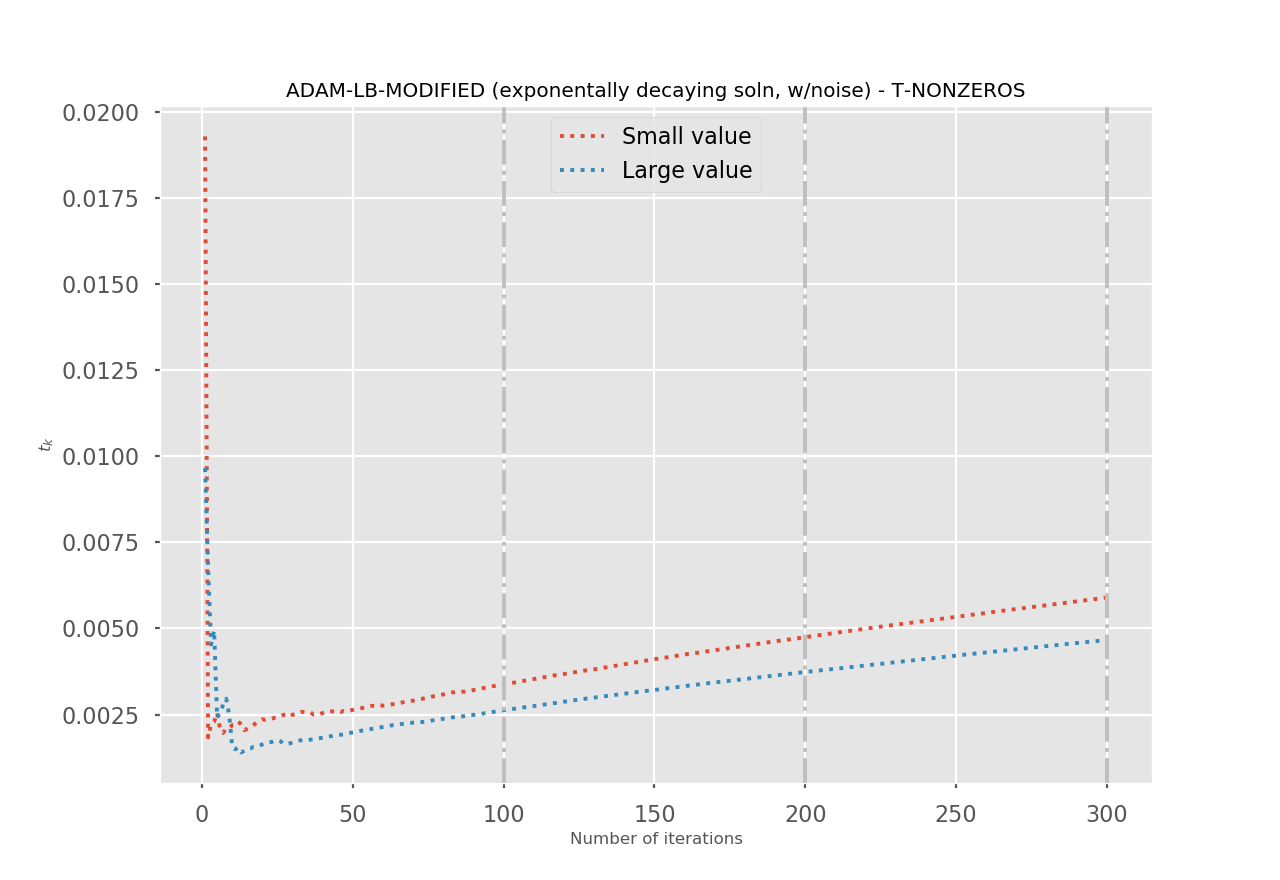 ADAM-LB-MODIFIED (exponentally decaying soln, w/noise) - T-NONZEROS
Small value
Large value
0.0200
0.0175
0.0150
0.0125
0.0100
0.0075
0.0050
0.0025
t_k
0 50 100 150 200 250 300
Number of iterations